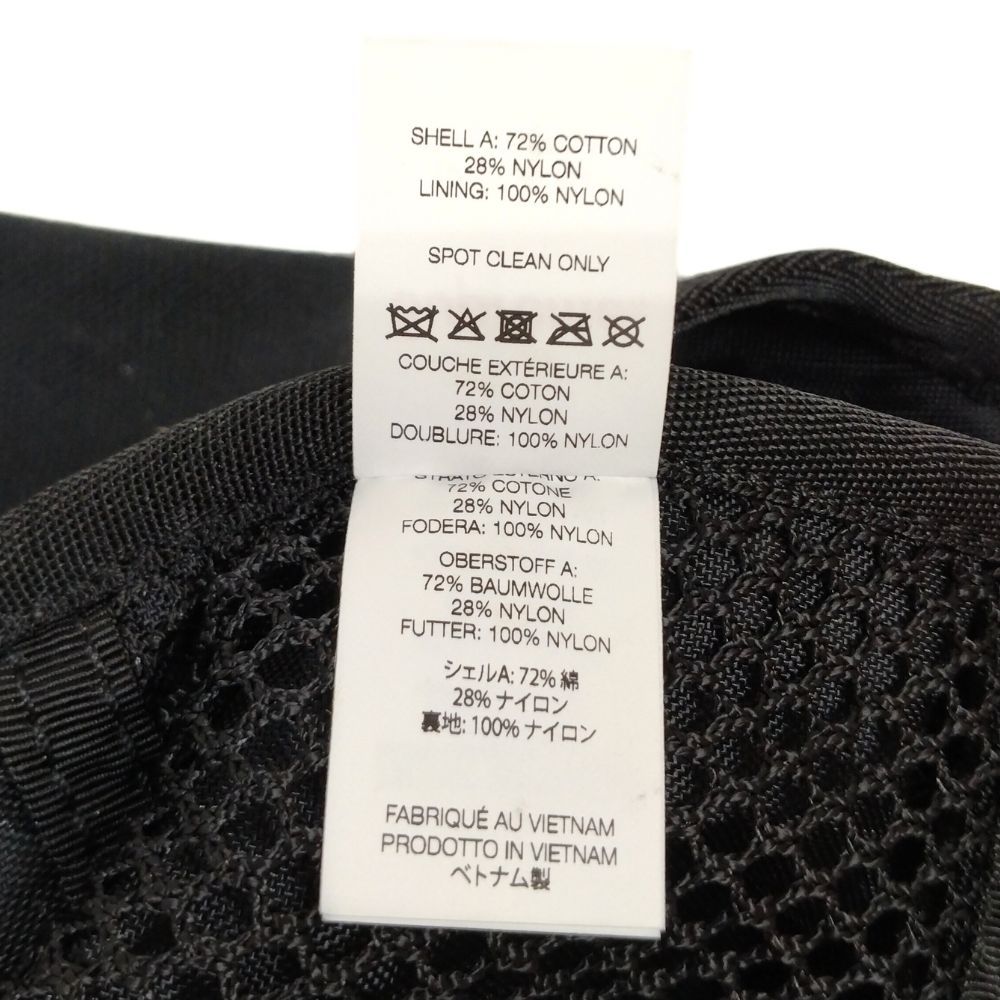 SHELL A: 72% COTTON
28% NYLON
LINING: 100% NYLON
SPOT CLEAN ONLY
COUCHE EXTÉRIEURE A:
72% COTON
28% NYLON
DOUBLURE: 100% NYLON
STRATO ESTERNO A:
72% COTONE
28% NYLON
FODERA: 100% NYLON
OBERSTOFF A:
72% BAUMWOLLE
28% NYLON
FUTTER: 100% NYLON
シェルA: 72% 綿
28% ナイロン
裏地: 100% ナイロン
FABRIQUÉ AU VIETNAM
PRODOTTO IN VIETNAM
ベトナム製